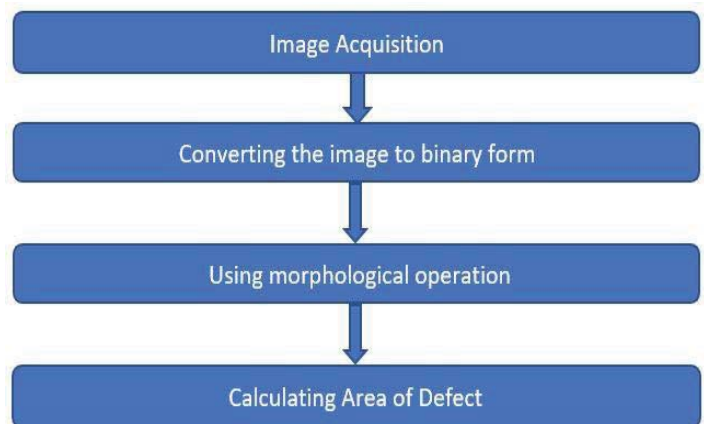 Image Acquisition
Converting the image to binary form
Using morphological operation
Calculating Area of Defect